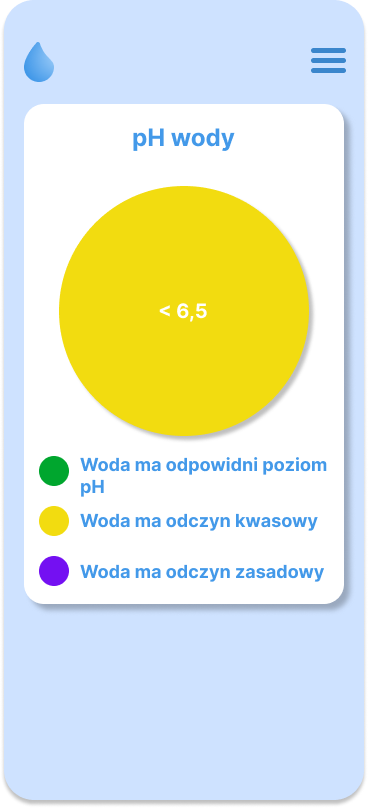 pH wody
< 6,5
Woda ma odpowidni poziom
pH
Woda ma odczyn kwasowy
Woda ma odczyn zasadowy